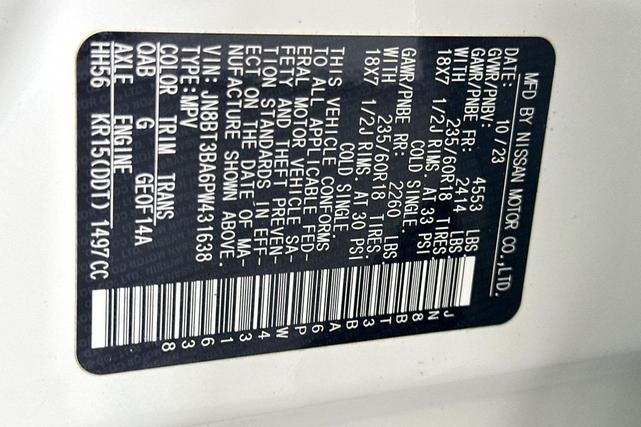 MFD BY NISSAN MOTOR CO.,LTD.
DATE: 10/23
GVWR/PNBV: 4553 LBS
GAWR/PNBE FR: 2414 LBS
WITH 235/60R18 TIRES
18X7 1/2J RIMS AT 33 PSI
COLD SINGLE
GAWR/PNBE RR: 2260 LBS
WITH 235/60R18 TIRES
18X7 1/2J RIMS AT 30 PSI
COLD SINGLE
THIS VEHICLE CONFORMS
TO ALL APPLICABLE FED-
ERAL MOTOR VEHICLE SA-
FETY AND THEFT PREVEN-
TION STANDARDS IN EFF-
ECT ON THE DATE OF MA-
NUFACTURE SHOWN ABOVE.
VIN: JN8BT3BA6PW431638
TYPE:MPV
COLOR TRIM TRANS
QAB G GE0F14A
AXLE ENGINE
HH56 KR15(DDT) 1497CC
JN8BT3BA6PW431638